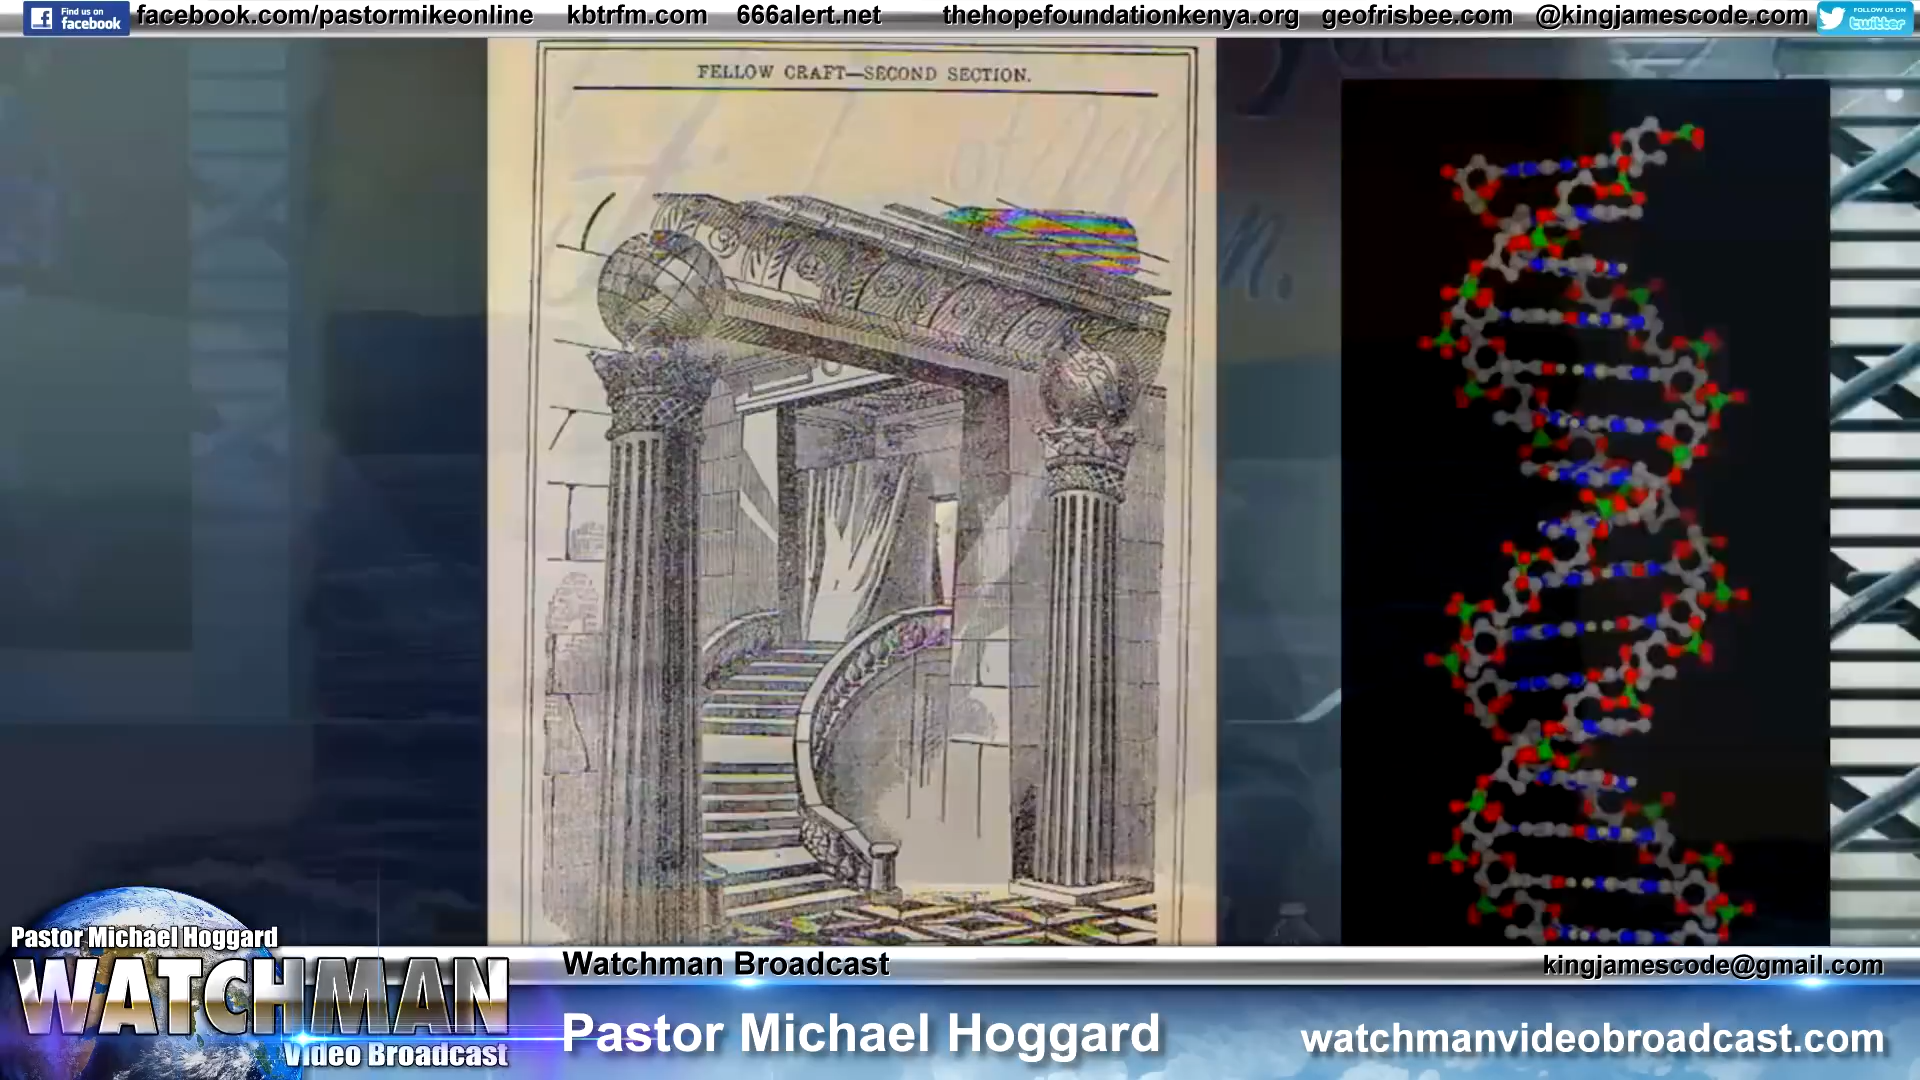 Find us on
facebook
facebook.com/pastormikeonline kbtrfm.com 666alert.net thehopefoundationkenya.org geofrisbee.com @kingjamescode.com
FOLLOW US ON
twitter
FELLOW CRAFT—SECOND SECTION.
Pastor Michael Hoggard
WATCHMAN
Video Broadcast
Watchman Broadcast
kingjamescode@gmail.com
Pastor Michael Hoggard
watchmanvideobroadcast.com